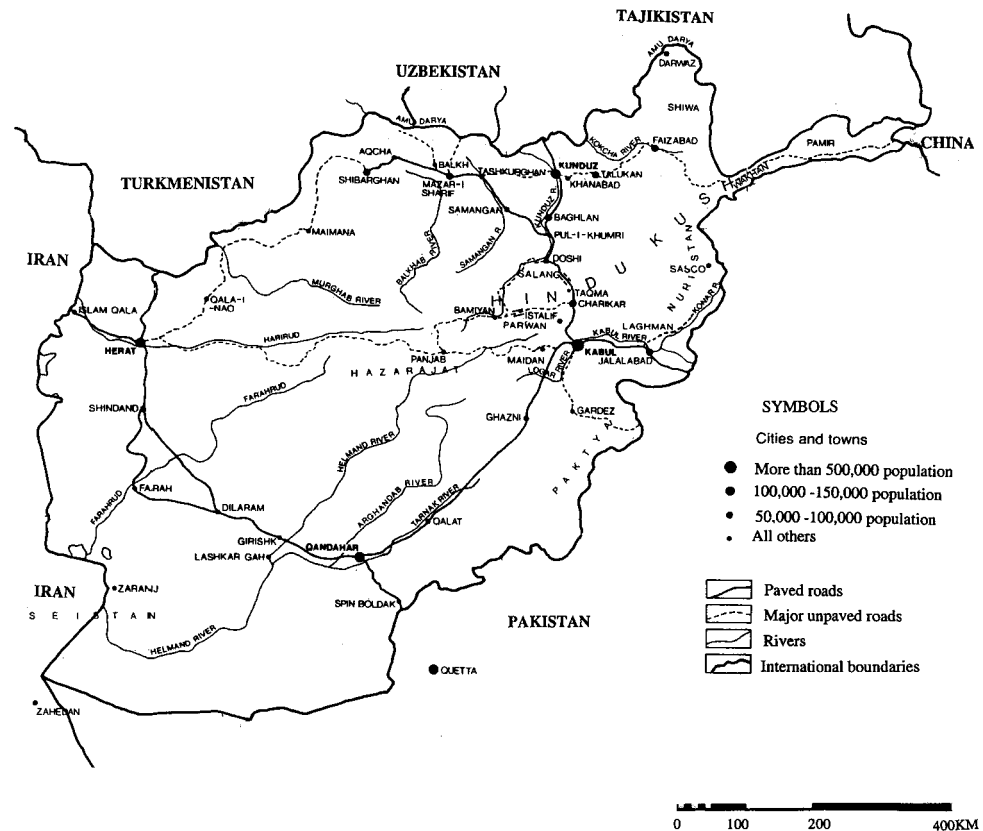 TAJIKISTAN
AMU DARYA
DARWAZ
UZBEKISTAN
SHIWA
AMU DARYA
KOKCHA RIVER
FAIZABAD
PAMIR
CHINA
AQCHA
BALKH
TASHKURGHAN
KUNDUZ
TALUKAN
KHANABAD
WAKHAN
TURKMENISTAN
SHIBARGHAN
MAZAR-I
SHARIF
SAMANGAN
KUNDUZ R.
BAGHLAN
MAIMANA
BALKHAB RIVER
SAMANGAN R.
PUL-I-KHUMRI
DOSHI
SALANG
HINDU KUSH
NURISTAN
SASCO
IRAN
MURGHAB RIVER
QALA-I
-NAO
TAQMA
CHARIKAR
KONAR R.
ISLAM QALA
BAMIYAN
ISTALIF
PARWAN
LAGHMAN
KABUL RIVER
HERAT
HARIRUD
PANJAB
MAIDAN
LOGAR RIVER
KABUL
JALALABAD
HAZARAJAT
FARAHRUD
SHINDAND
GHAZNI
GARDEZ
PAKTYA
HELMAND RIVER
SYMBOLS
Cities and towns
More than 500,000 population
100,000 -150,000 population
50,000 -100,000 population
All others
FARAH
FARAHRUD
DILARAM
ARGHANDAB RIVER
TARNAK RIVER
QALAT
GIRISHK
QANDAHAR
LASHKAR GAH
IRAN
ZARANJ
SEISTAIN
SPIN BOLDAK
PAKISTAN
Paved roads
Major unpaved roads
Rivers
International boundaries
HELMAND RIVER
QUETTA
ZAHEDAN
0 100 200 400KM